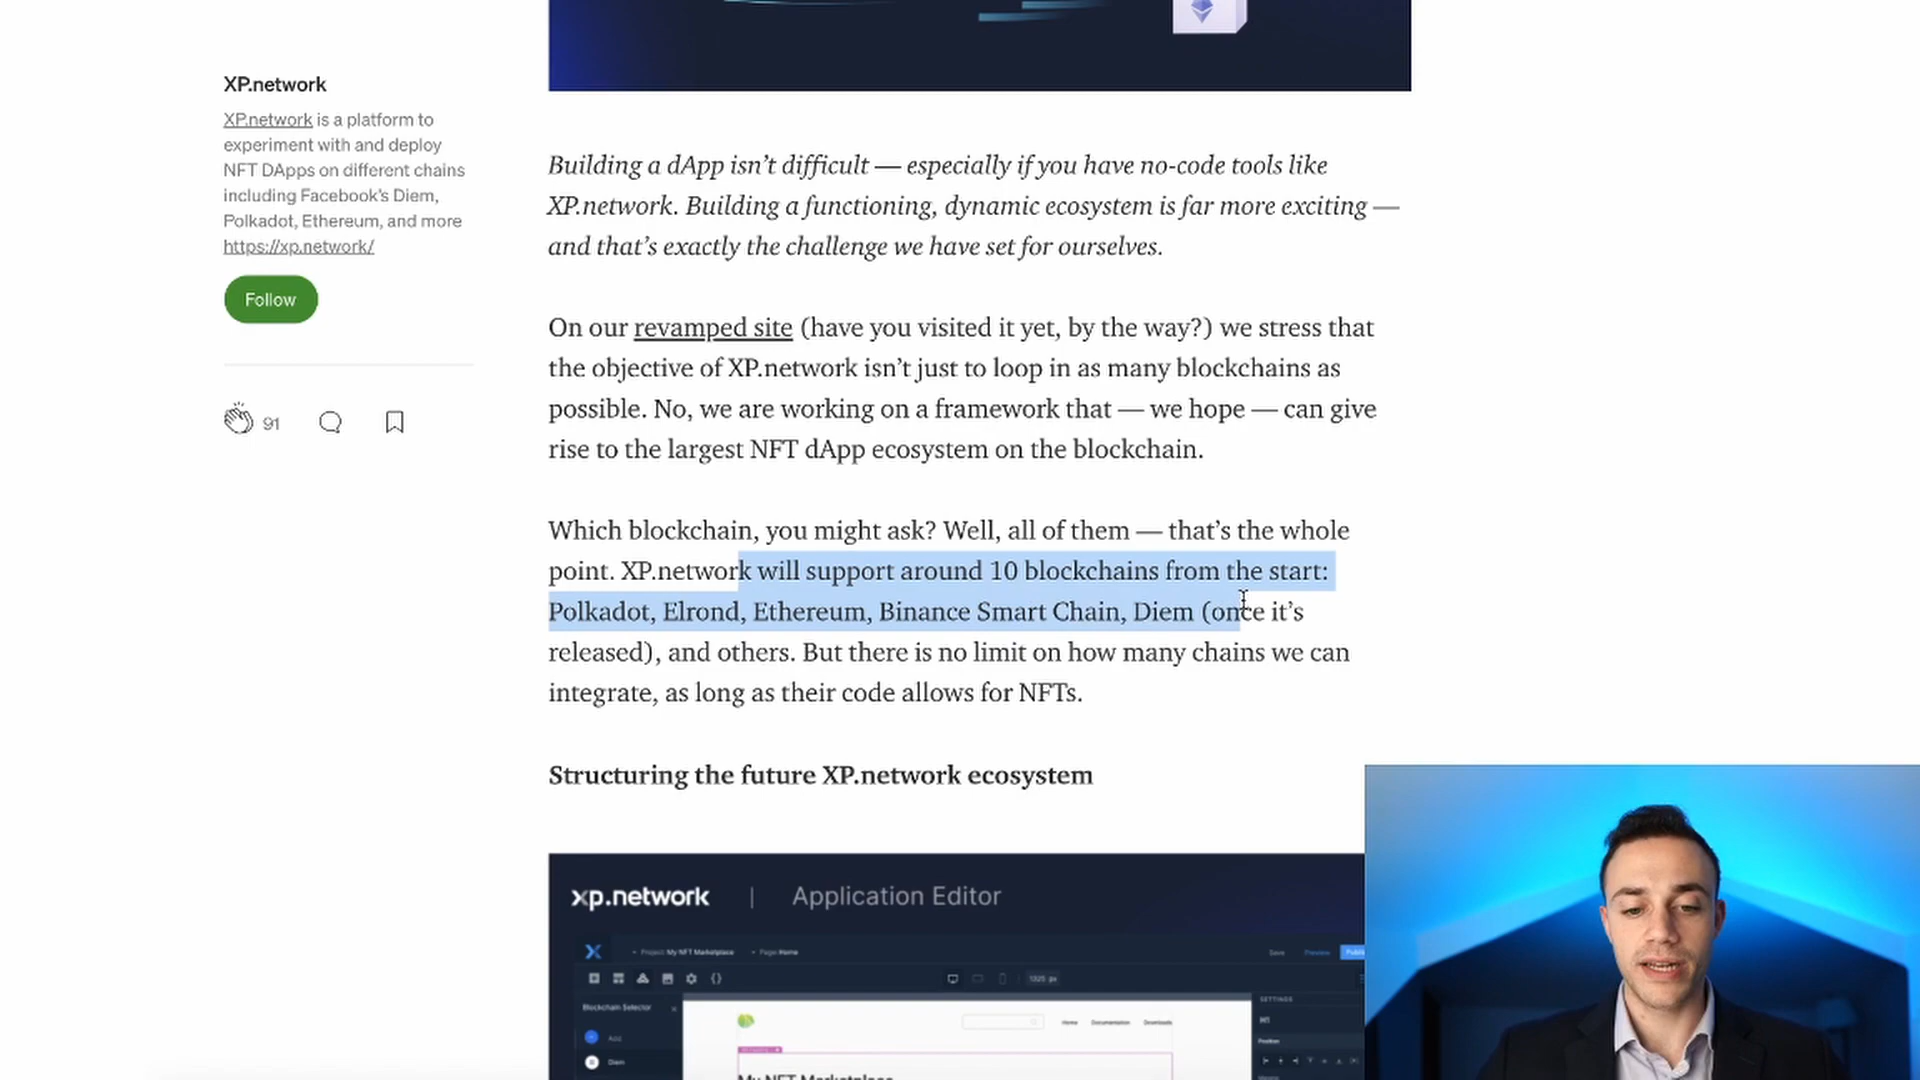 XP.network
XP.network is a platform to
experiment with and deploy
NFT DApps on different chains
including Facebook's Diem,
Polkadot, Ethereum, and more
https://xp.network/
Follow
91
Building a dApp isn’t difficult — especially if you have no-code tools like
XP.network. Building a functioning, dynamic ecosystem is far more exciting —
and that’s exactly the challenge we have set for ourselves.
On our revamped site (have you visited it yet, by the way?) we stress that
the objective of XP.network isn’t just to loop in as many blockchains as
possible. No, we are working on a framework that — we hope — can give
rise to the largest NFT dApp ecosystem on the blockchain.
Which blockchain, you might ask? Well, all of them — that’s the whole
point. XP.network will support around 10 blockchains from the start:
Polkadot, Elrond, Ethereum, Binance Smart Chain, Diem (once it’s
released), and others. But there is no limit on how many chains we can
integrate, as long as their code allows for NFTs.
Structuring the future XP.network ecosystem
xp.network | Application Editor
Project: My NFT Marketplace Page: Home Save Preview
1325 px
Blockchain Selector
SETTINGS
Home Documentation Downloads
H1
Add
Position
Diem
My NFT Marketplace